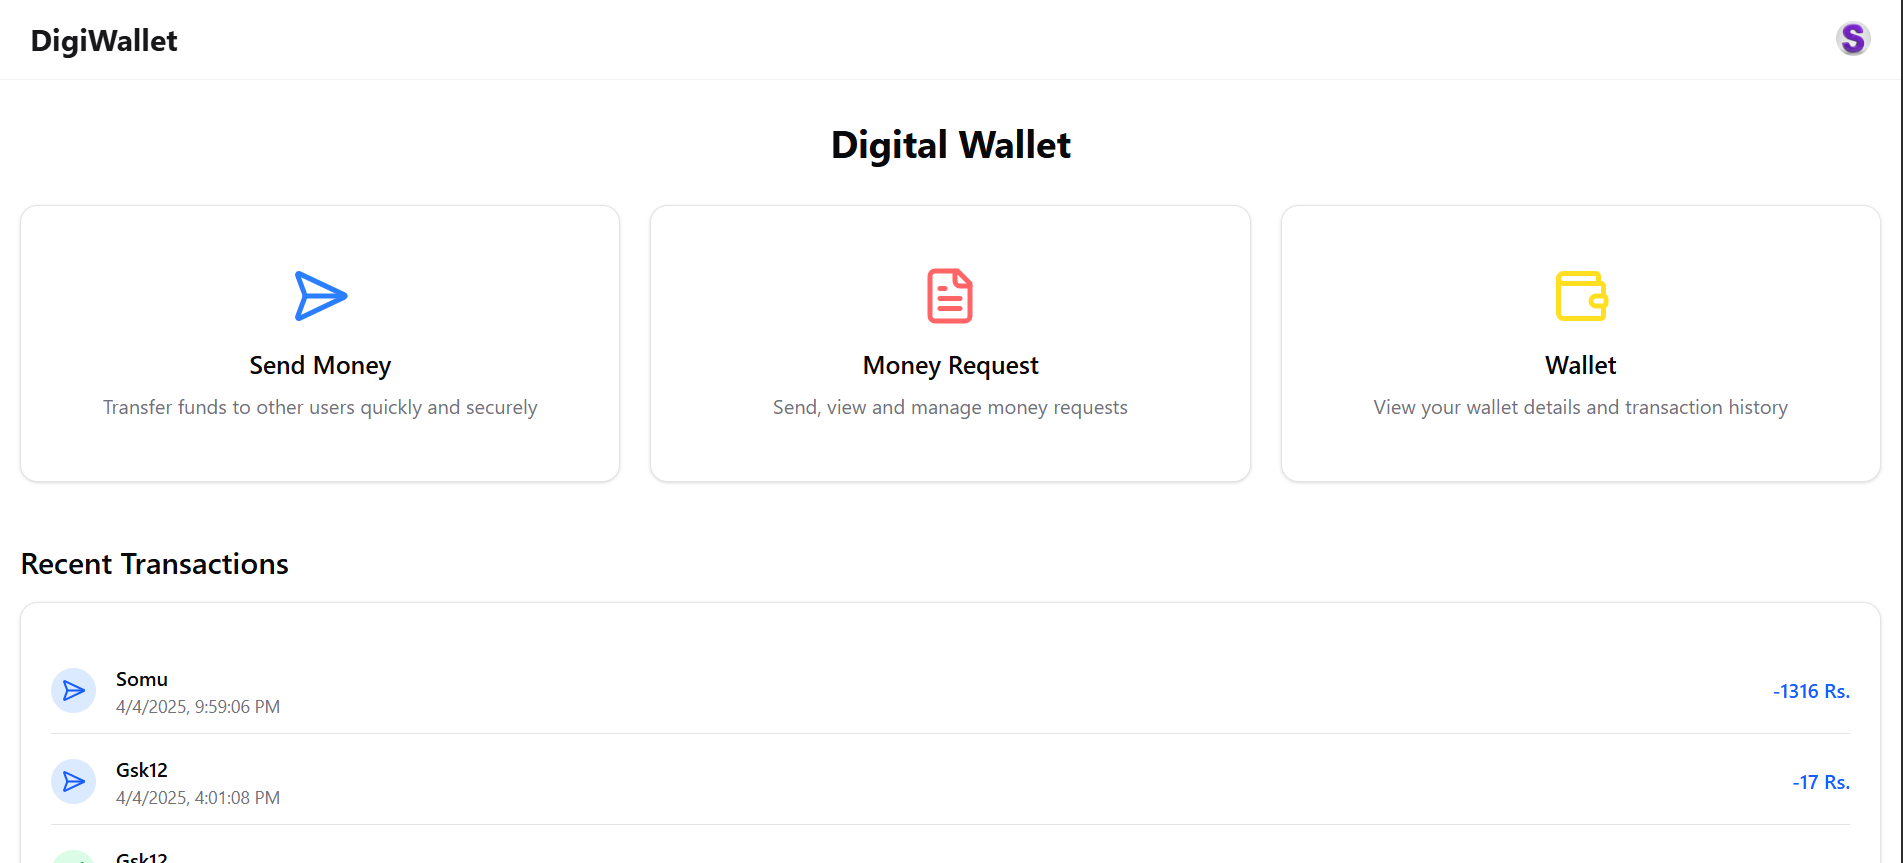 DigiWallet
S
Digital Wallet
Send Money
Transfer funds to other users quickly and securely
Money Request
Send, view and manage money requests
Wallet
View your wallet details and transaction history
Recent Transactions
Somu
4/4/2025, 9:59:06 PM
-1316 Rs.
Gsk12
4/4/2025, 4:01:08 PM
-17 Rs.
Gsk12